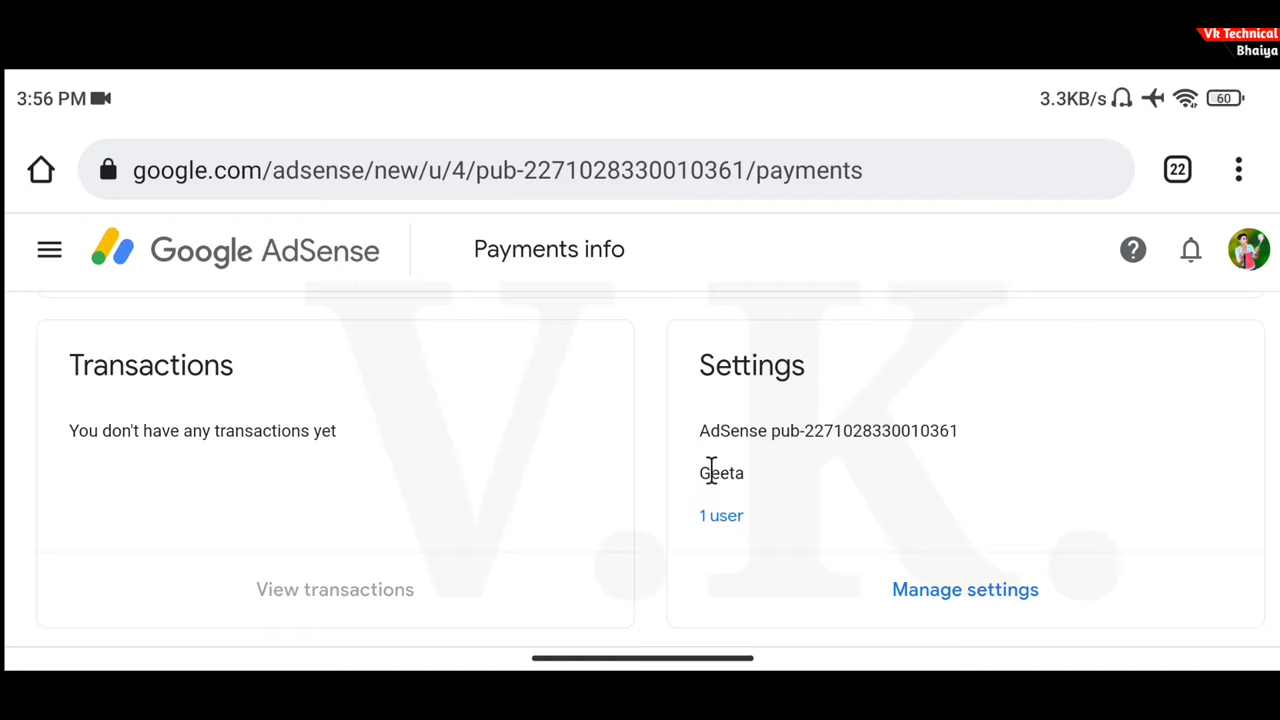 Vk Technical
Bhaiya
3:56 PM
3.3KB/s
60
google.com/adsense/new/u/4/pub-2271028330010361/payments
22
Google AdSense
Payments info
Transactions
You don't have any transactions yet
View transactions
Settings
AdSense pub-2271028330010361
Geeta
1 user
Manage settings
V.K.